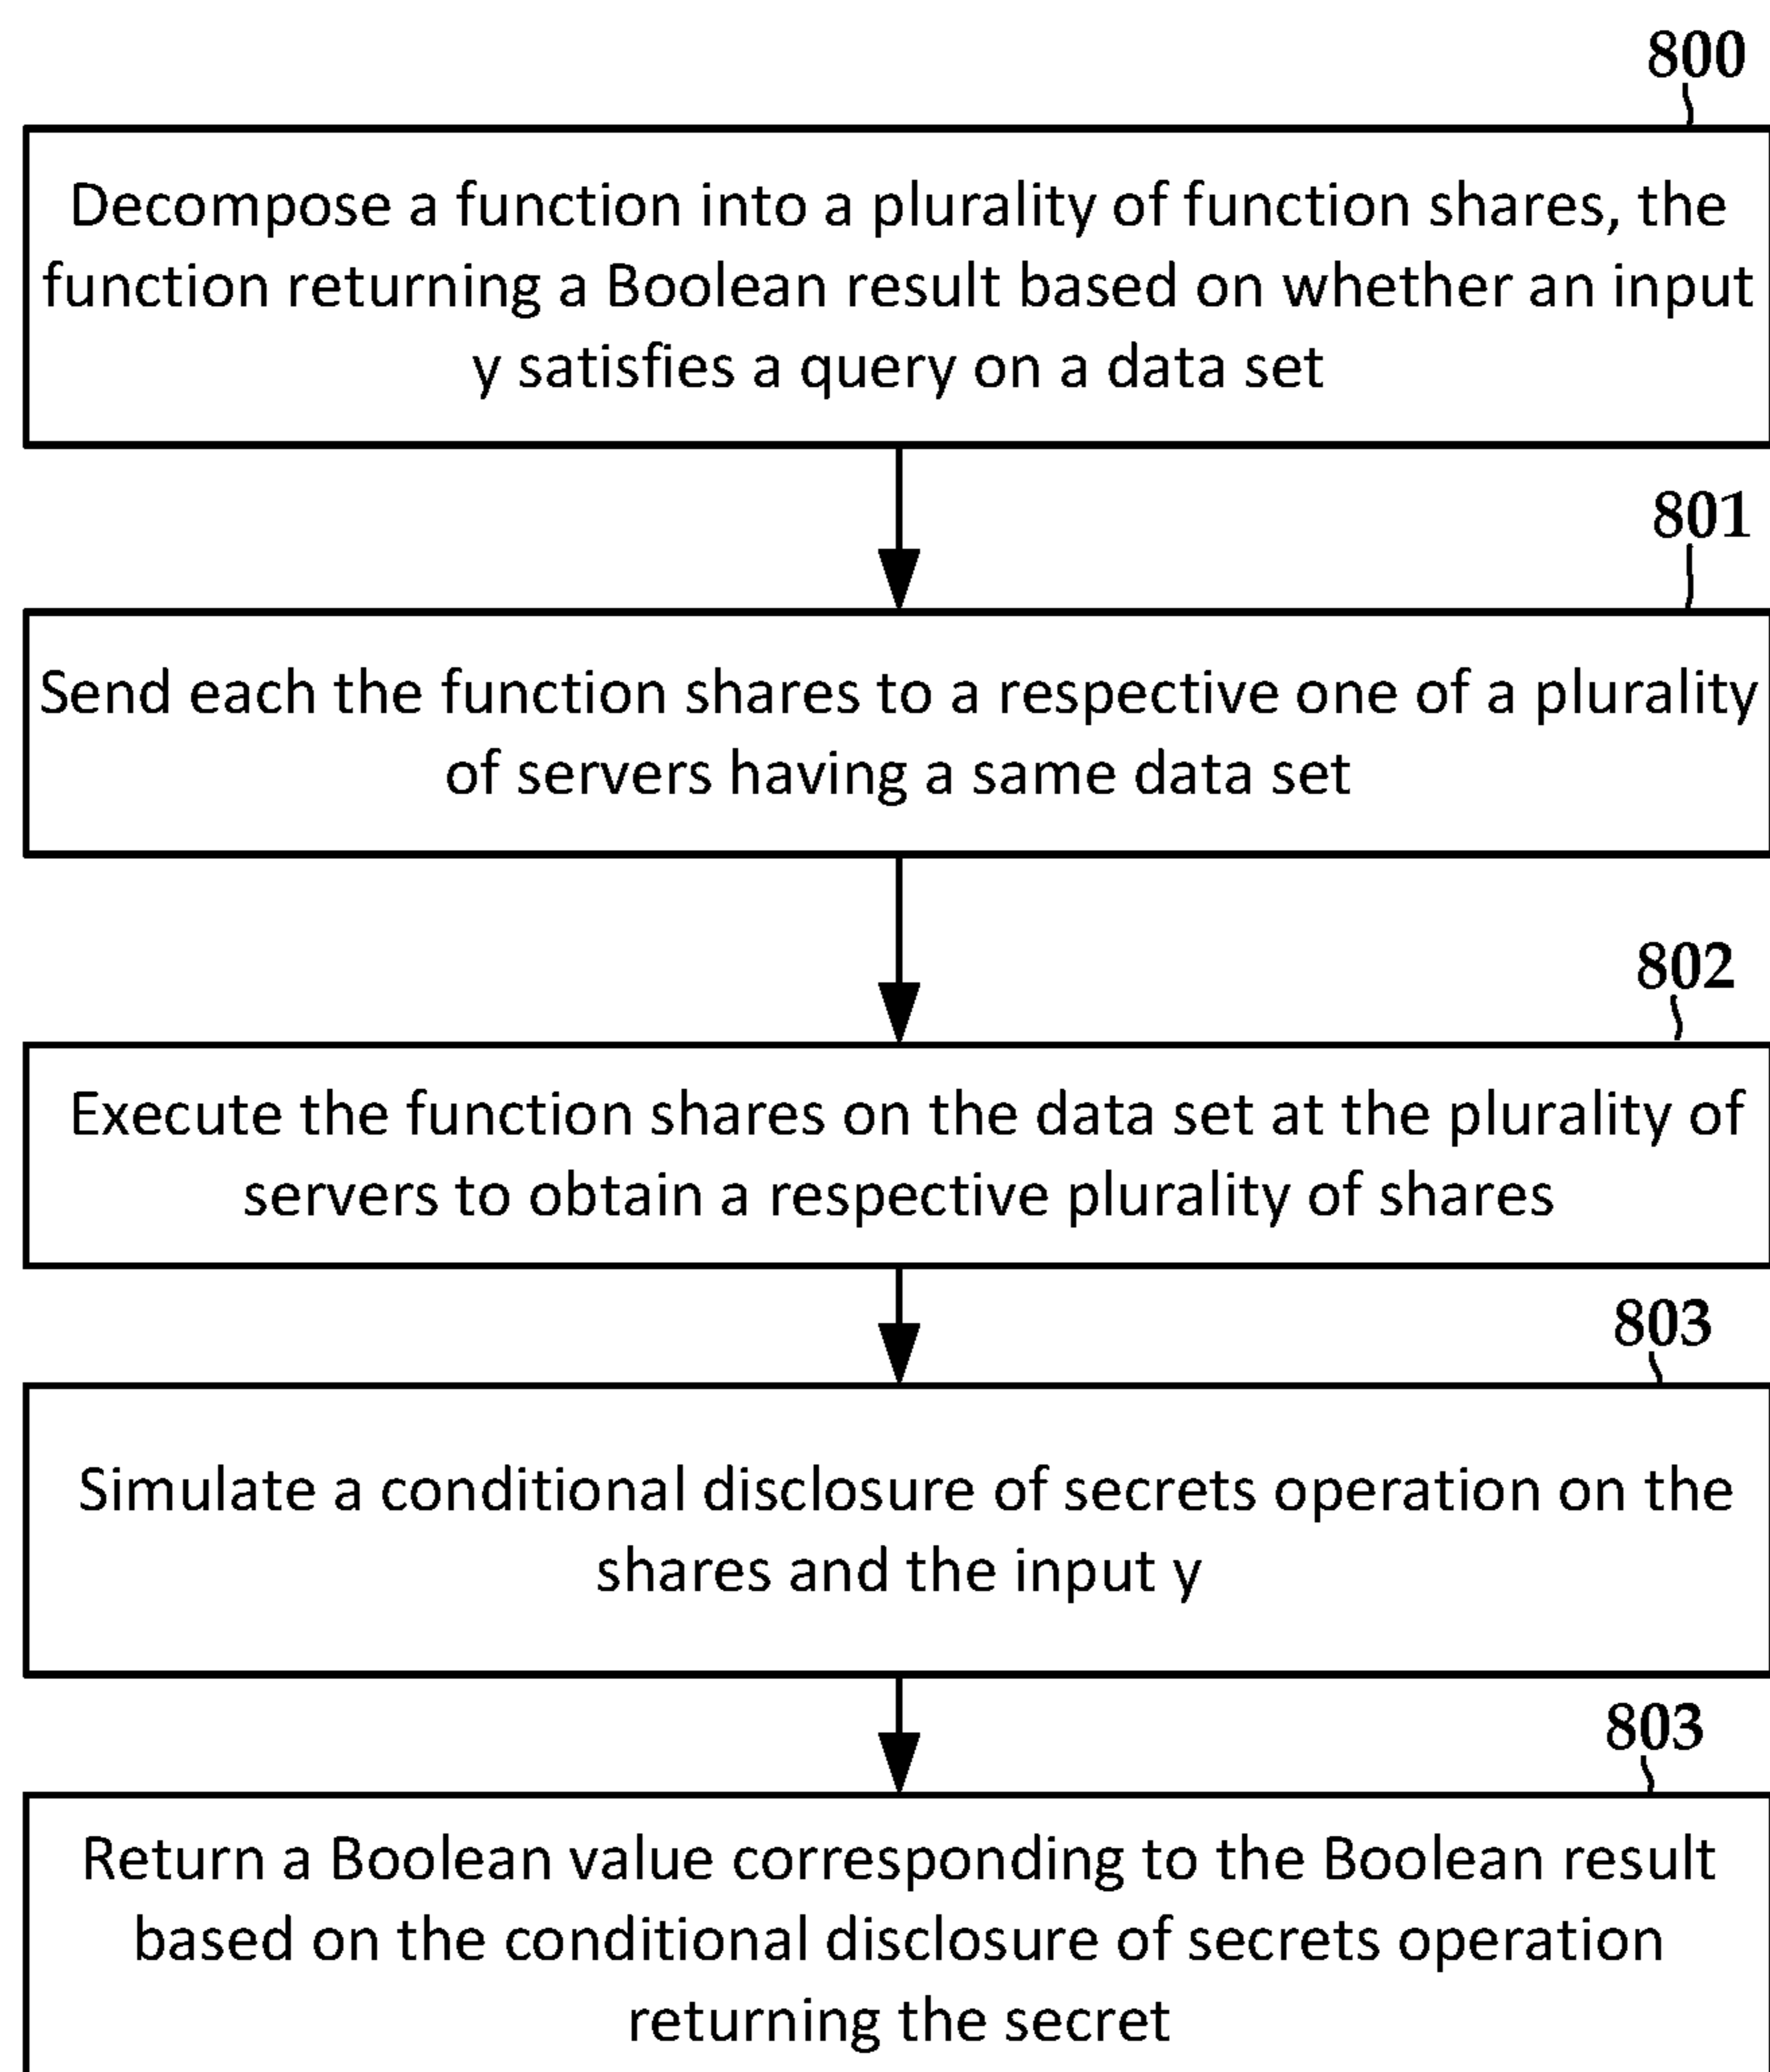 800
Decompose a function into a plurality of function shares, the
function returning a Boolean result based on whether an input
y satisfies a query on a data set
801
Send each the function shares to a respective one of a plurality
of servers having a same data set
802
Execute the function shares on the data set at the plurality of
servers to obtain a respective plurality of shares
803
Simulate a conditional disclosure of secrets operation on the
shares and the input y
803
Return a Boolean value corresponding to the Boolean result
based on the conditional disclosure of secrets operation
returning the secret